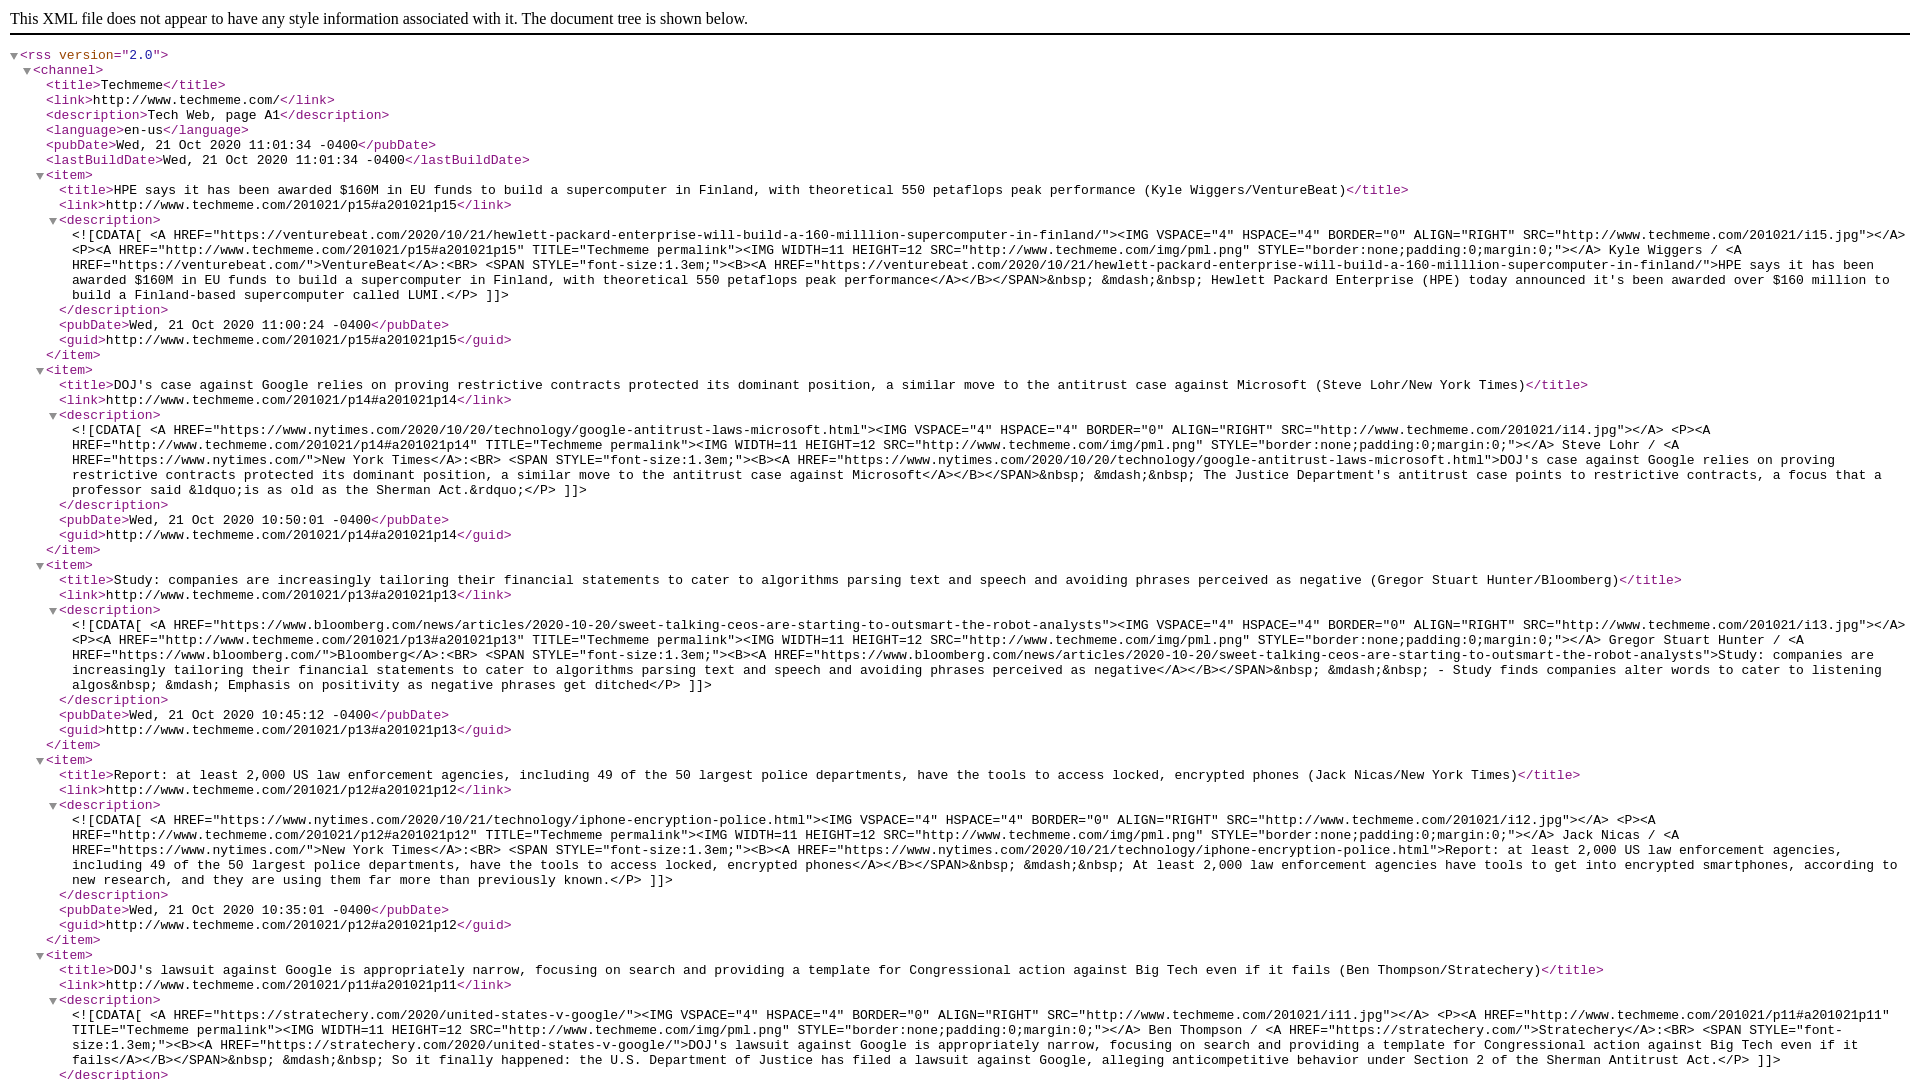 This XML file does not appear to have any style information associated with it. The document tree is shown below.
<rss version="2.0">
<channel>
<title>Techmeme</title>
<link>http://www.techmeme.com/</link>
<description>Tech Web, page A1</description>
<language>en-us</language>
<pubDate>Wed, 21 Oct 2020 11:01:34 -0400</pubDate>
<lastBuildDate>Wed, 21 Oct 2020 11:01:34 -0400</lastBuildDate>
<item>
<title>HPE says it has been awarded $160M in EU funds to build a supercomputer in Finland, with theoretical 550 petaflops peak performance (Kyle Wiggers/VentureBeat)</title>
<link>http://www.techmeme.com/201021/p15#a201021p15</link>
<description>
<![CDATA[ <A HREF="https://venturebeat.com/2020/10/21/hewlett-packard-enterprise-will-build-a-160-milllion-supercomputer-in-finland/"><IMG VSPACE="4" HSPACE="4" BORDER="0" ALIGN="RIGHT" SRC="http://www.techmeme.com/201021/i15.jpg"></A>
<P><A HREF="http://www.techmeme.com/201021/p15#a201021p15" TITLE="Techmeme permalink"><IMG WIDTH=11 HEIGHT=12 SRC="http://www.techmeme.com/img/pml.png" STYLE="border:none;padding:0;margin:0;"></A> Kyle Wiggers / <A
HREF="https://venturebeat.com/">VentureBeat</A>:<BR> <SPAN STYLE="font-size:1.3em;"><B><A HREF="https://venturebeat.com/2020/10/21/hewlett-packard-enterprise-will-build-a-160-milllion-supercomputer-in-finland/">HPE says it has been
awarded $160M in EU funds to build a supercomputer in Finland, with theoretical 550 petaflops peak performance</A></B></SPAN>&nbsp; &mdash;&nbsp; Hewlett Packard Enterprise (HPE) today announced it's been awarded over $160 million to
build a Finland-based supercomputer called LUMI.</P> ]]>
</description>
<pubDate>Wed, 21 Oct 2020 11:00:24 -0400</pubDate>
<guid>http://www.techmeme.com/201021/p15#a201021p15</guid>
</item>
<item>
<title>DOJ's case against Google relies on proving restrictive contracts protected its dominant position, a similar move to the antitrust case against Microsoft (Steve Lohr/New York Times)</title>
<link>http://www.techmeme.com/201021/p14#a201021p14</link>
<description>
<![CDATA[ <A HREF="https://www.nytimes.com/2020/10/20/technology/google-antitrust-laws-microsoft.html"><IMG VSPACE="4" HSPACE="4" BORDER="0" ALIGN="RIGHT" SRC="http://www.techmeme.com/201021/i14.jpg"></A> <P><A
HREF="http://www.techmeme.com/201021/p14#a201021p14" TITLE="Techmeme permalink"><IMG WIDTH=11 HEIGHT=12 SRC="http://www.techmeme.com/img/pml.png" STYLE="border:none;padding:0;margin:0;"></A> Steve Lohr / <A
HREF="https://www.nytimes.com/">New York Times</A>:<BR> <SPAN STYLE="font-size:1.3em;"><B><A HREF="https://www.nytimes.com/2020/10/20/technology/google-antitrust-laws-microsoft.html">DOJ's case against Google relies on proving
restrictive contracts protected its dominant position, a similar move to the antitrust case against Microsoft</A></B></SPAN>&nbsp; &mdash;&nbsp; The Justice Department's antitrust case points to restrictive contracts, a focus that a
professor said &ldquo;is as old as the Sherman Act.&rdquo;</P> ]]>
</description>
<pubDate>Wed, 21 Oct 2020 10:50:01 -0400</pubDate>
<guid>http://www.techmeme.com/201021/p14#a201021p14</guid>
</item>
<item>
<title>Study: companies are increasingly tailoring their financial statements to cater to algorithms parsing text and speech and avoiding phrases perceived as negative (Gregor Stuart Hunter/Bloomberg)</title>
<link>http://www.techmeme.com/201021/p13#a201021p13</link>
<description>
<![CDATA[ <A HREF="https://www.bloomberg.com/news/articles/2020-10-20/sweet-talking-ceos-are-starting-to-outsmart-the-robot-analysts"><IMG VSPACE="4" HSPACE="4" BORDER="0" ALIGN="RIGHT" SRC="http://www.techmeme.com/201021/i13.jpg"></A>
<P><A HREF="http://www.techmeme.com/201021/p13#a201021p13" TITLE="Techmeme permalink"><IMG WIDTH=11 HEIGHT=12 SRC="http://www.techmeme.com/img/pml.png" STYLE="border:none;padding:0;margin:0;"></A> Gregor Stuart Hunter / <A
HREF="https://www.bloomberg.com/">Bloomberg</A>:<BR> <SPAN STYLE="font-size:1.3em;"><B><A HREF="https://www.bloomberg.com/news/articles/2020-10-20/sweet-talking-ceos-are-starting-to-outsmart-the-robot-analysts">Study: companies are
increasingly tailoring their financial statements to cater to algorithms parsing text and speech and avoiding phrases perceived as negative</A></B></SPAN>&nbsp; &mdash;&nbsp; - Study finds companies alter words to cater to listening
algos&nbsp; &mdash; Emphasis on positivity as negative phrases get ditched</P> ]]>
</description>
<pubDate>Wed, 21 Oct 2020 10:45:12 -0400</pubDate>
<guid>http://www.techmeme.com/201021/p13#a201021p13</guid>
</item>
<item>
<title>Report: at least 2,000 US law enforcement agencies, including 49 of the 50 largest police departments, have the tools to access locked, encrypted phones (Jack Nicas/New York Times)</title>
<link>http://www.techmeme.com/201021/p12#a201021p12</link>
<description>
<![CDATA[ <A HREF="https://www.nytimes.com/2020/10/21/technology/iphone-encryption-police.html"><IMG VSPACE="4" HSPACE="4" BORDER="0" ALIGN="RIGHT" SRC="http://www.techmeme.com/201021/i12.jpg"></A> <P><A
HREF="http://www.techmeme.com/201021/p12#a201021p12" TITLE="Techmeme permalink"><IMG WIDTH=11 HEIGHT=12 SRC="http://www.techmeme.com/img/pml.png" STYLE="border:none;padding:0;margin:0;"></A> Jack Nicas / <A
HREF="https://www.nytimes.com/">New York Times</A>:<BR> <SPAN STYLE="font-size:1.3em;"><B><A HREF="https://www.nytimes.com/2020/10/21/technology/iphone-encryption-police.html">Report: at least 2,000 US law enforcement agencies,
including 49 of the 50 largest police departments, have the tools to access locked, encrypted phones</A></B></SPAN>&nbsp; &mdash;&nbsp; At least 2,000 law enforcement agencies have tools to get into encrypted smartphones, according to
new research, and they are using them far more than previously known.</P> ]]>
</description>
<pubDate>Wed, 21 Oct 2020 10:35:01 -0400</pubDate>
<guid>http://www.techmeme.com/201021/p12#a201021p12</guid>
</item>
<item>
<title>DOJ's lawsuit against Google is appropriately narrow, focusing on search and providing a template for Congressional action against Big Tech even if it fails (Ben Thompson/Stratechery)</title>
<link>http://www.techmeme.com/201021/p11#a201021p11</link>
<description>
<![CDATA[ <A HREF="https://stratechery.com/2020/united-states-v-google/"><IMG VSPACE="4" HSPACE="4" BORDER="0" ALIGN="RIGHT" SRC="http://www.techmeme.com/201021/i11.jpg"></A> <P><A HREF="http://www.techmeme.com/201021/p11#a201021p11"
TITLE="Techmeme permalink"><IMG WIDTH=11 HEIGHT=12 SRC="http://www.techmeme.com/img/pml.png" STYLE="border:none;padding:0;margin:0;"></A> Ben Thompson / <A HREF="https://stratechery.com/">Stratechery</A>:<BR> <SPAN STYLE="font-
size:1.3em;"><B><A HREF="https://stratechery.com/2020/united-states-v-google/">DOJ's lawsuit against Google is appropriately narrow, focusing on search and providing a template for Congressional action against Big Tech even if it
fails</A></B></SPAN>&nbsp; &mdash;&nbsp; So it finally happened: the U.S. Department of Justice has filed a lawsuit against Google, alleging anticompetitive behavior under Section 2 of the Sherman Antitrust Act.</P> ]]>
</description>